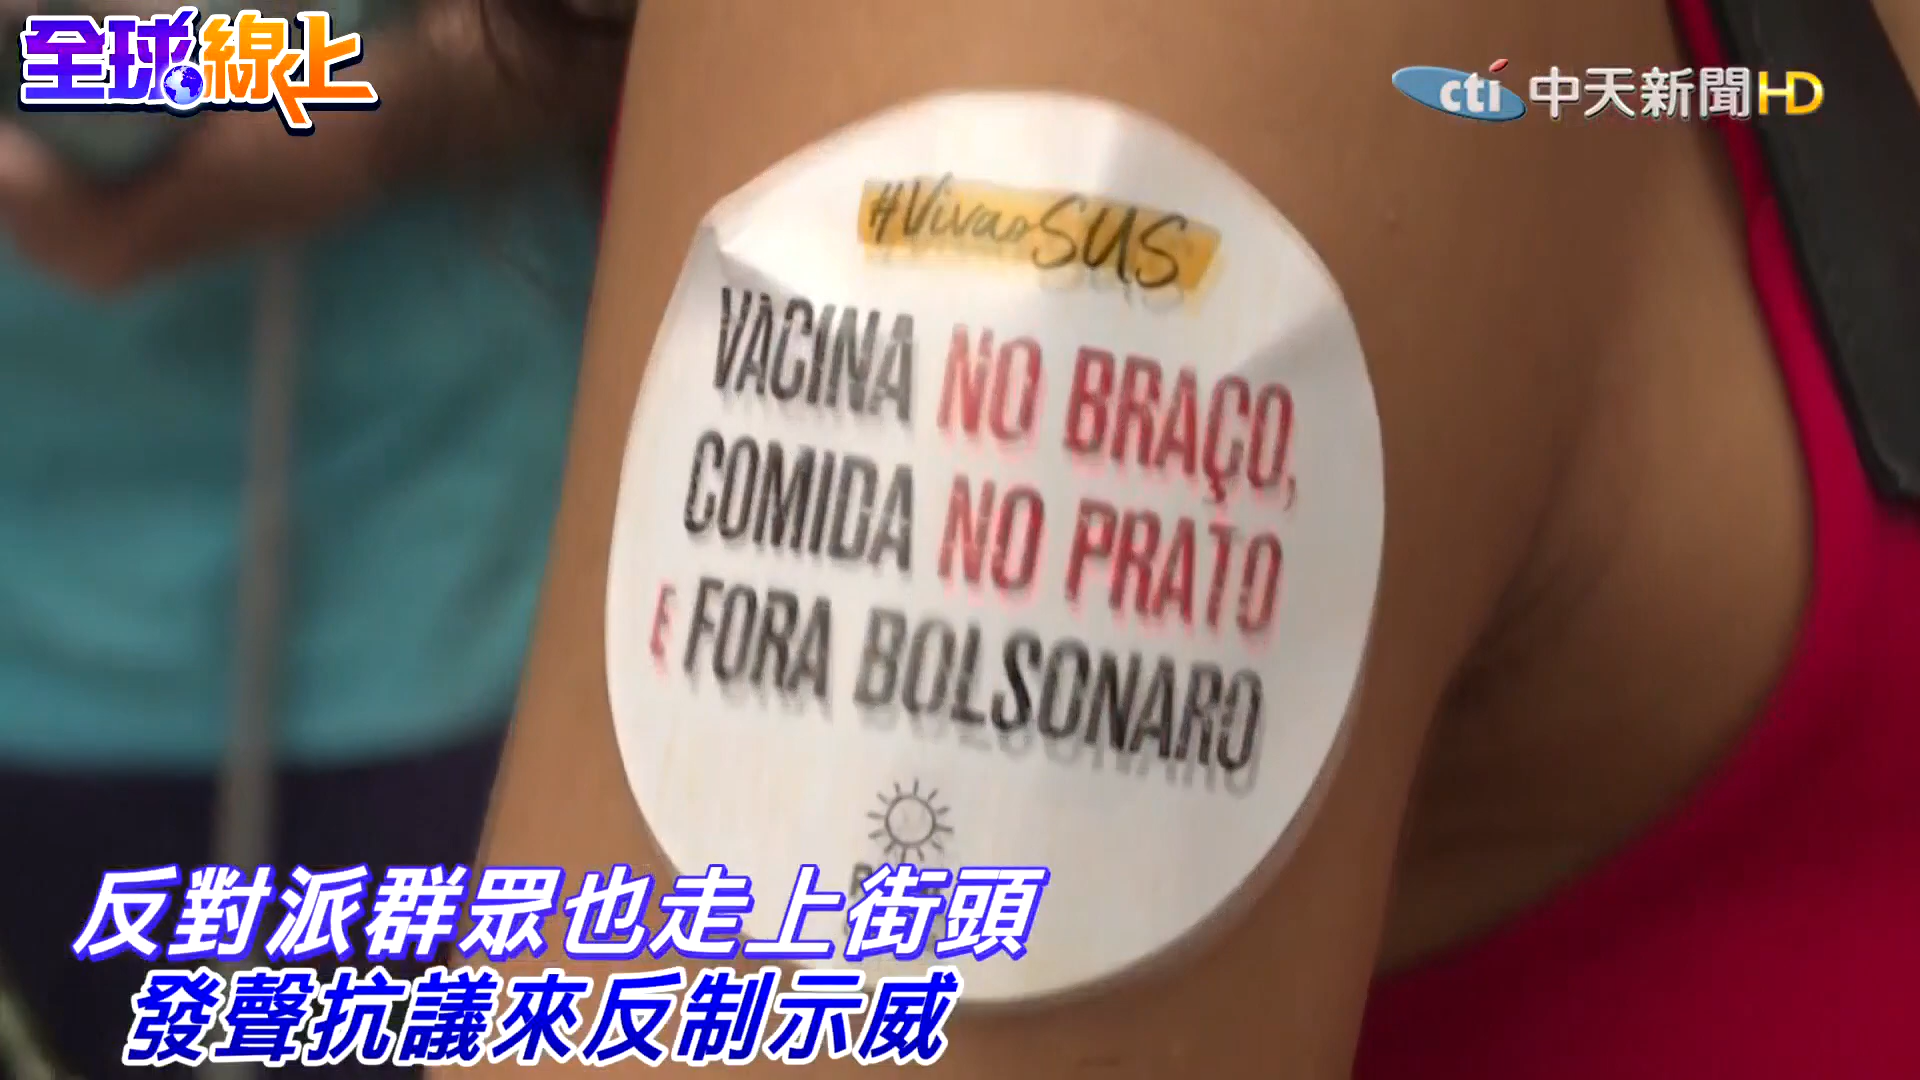 全球線上
cti 中天新聞HD
#VivaoSUS
VACINA NO BRAÇO,
COMIDA NO PRATO
E FORA BOLSONARO
反對派群眾也走上街頭
發聲抗議來反制示威